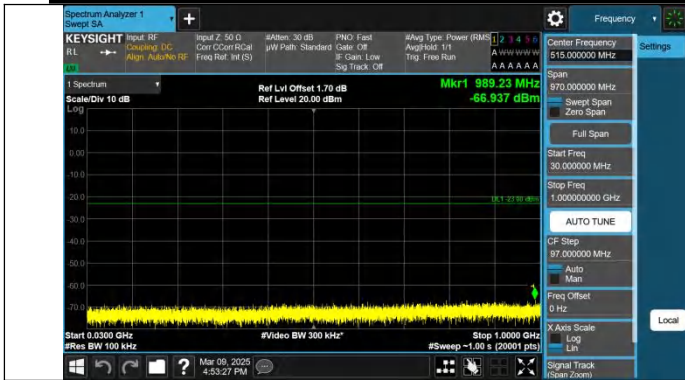 Spectrum Analyzer 1
Swept SA
+
Frequency
KEYSIGHT
RL
Input: RF
Coupling: DC
Align: Auto/No RF
Input Z: 50 Ω
Corr CCorr RCal
Freq Ref: Int (S)
#Atten: 30 dB
µW Path: Standard
PNO: Fast
Gate: Off
IF Gain: Low
Sig Track: Off
#Avg Type: Power (RMS
Avg|Hold: 1/1
Trig: Free Run
1 2 3 4 5 6
A W W W W W
A A A A A A
1 Spectrum
Scale/Div 10 dB
Log
Ref Lvl Offset 1.70 dB
Ref Level 20.00 dBm
Mkr1 989.23 MHz
-66.937 dBm
10.0
0.00
-10.0
-20.0
-30.0
-40.0
-50.0
-60.0
-70.0
DL1 -23.00 dBm
1
Start 0.0300 GHz
#Res BW 100 kHz
#Video BW 300 kHz*
Stop 1.0000 GHz
#Sweep ~1.00 s (20001 pts)
?
Mar 09, 2025
4:53:27 PM
Center Frequency
515.000000 MHz
Settings
Span
970.000000 MHz
Swept Span
Zero Span
Full Span
Start Freq
30.000000 MHz
Stop Freq
1.000000000 GHz
AUTO TUNE
CF Step
97.000000 MHz
Auto
Man
Freq Offset
0 Hz
X Axis Scale
Log
Lin
Local
Signal Track
(Span Zoom)